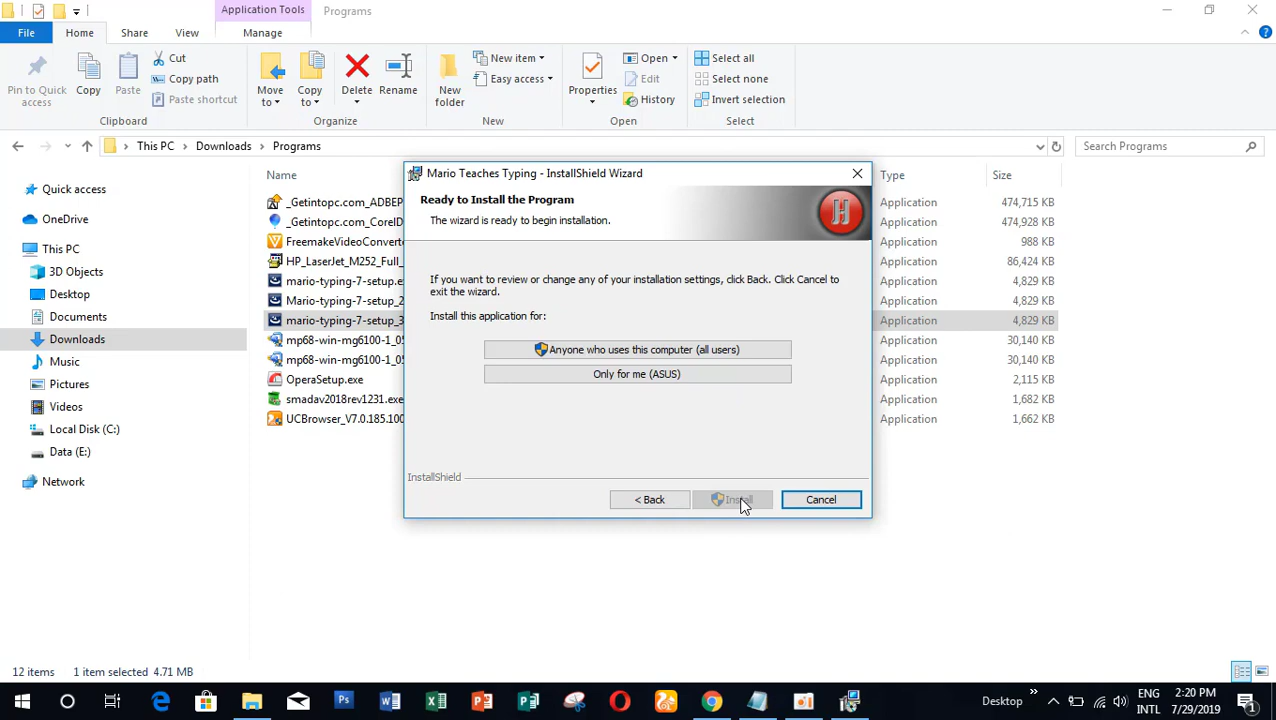 Application Tools
Programs
File
Home
Share
View
Manage
Pin to Quick access
Copy
Paste
Cut
Copy path
Paste shortcut
Clipboard
Move to
Copy to
Delete
Rename
Organize
New folder
New item
Easy access
New
Properties
Open
Edit
History
Open
Select all
Select none
Invert selection
Select
This PC
Downloads
Programs
Search Programs
Quick access
OneDrive
This PC
3D Objects
Desktop
Documents
Downloads
Music
Pictures
Videos
Local Disk (C:)
Data (E:)
Network
Name
Type
Size
_Getintopc.com_ADBEP
Application
474,715 KB
_Getintopc.com_CorelD
Application
474,928 KB
FreemakeVideoConverte
Application
988 KB
HP_LaserJet_M252_Full_
Application
86,424 KB
mario-typing-7-setup.e
Application
4,829 KB
Mario-typing-7-setup_2
Application
4,829 KB
mario-typing-7-setup_3
Application
4,829 KB
mp68-win-mg6100-1_05
Application
30,140 KB
mp68-win-mg6100-1_05
Application
30,140 KB
OperaSetup.exe
Application
2,115 KB
smadav2018rev1231.exe
Application
1,682 KB
UCBrowser_V7.0.185.100
Application
1,662 KB
Mario Teaches Typing - InstallShield Wizard
Ready to Install the Program
The wizard is ready to begin installation.
H
If you want to review or change any of your installation settings, click Back. Click Cancel to
exit the wizard.
Install this application for:
Anyone who uses this computer (all users)
Only for me (ASUS)
InstallShield
< Back
Install
Cancel
12 items
1 item selected 4.71 MB
Desktop
ENG
INTL
2:20 PM
7/29/2019
1